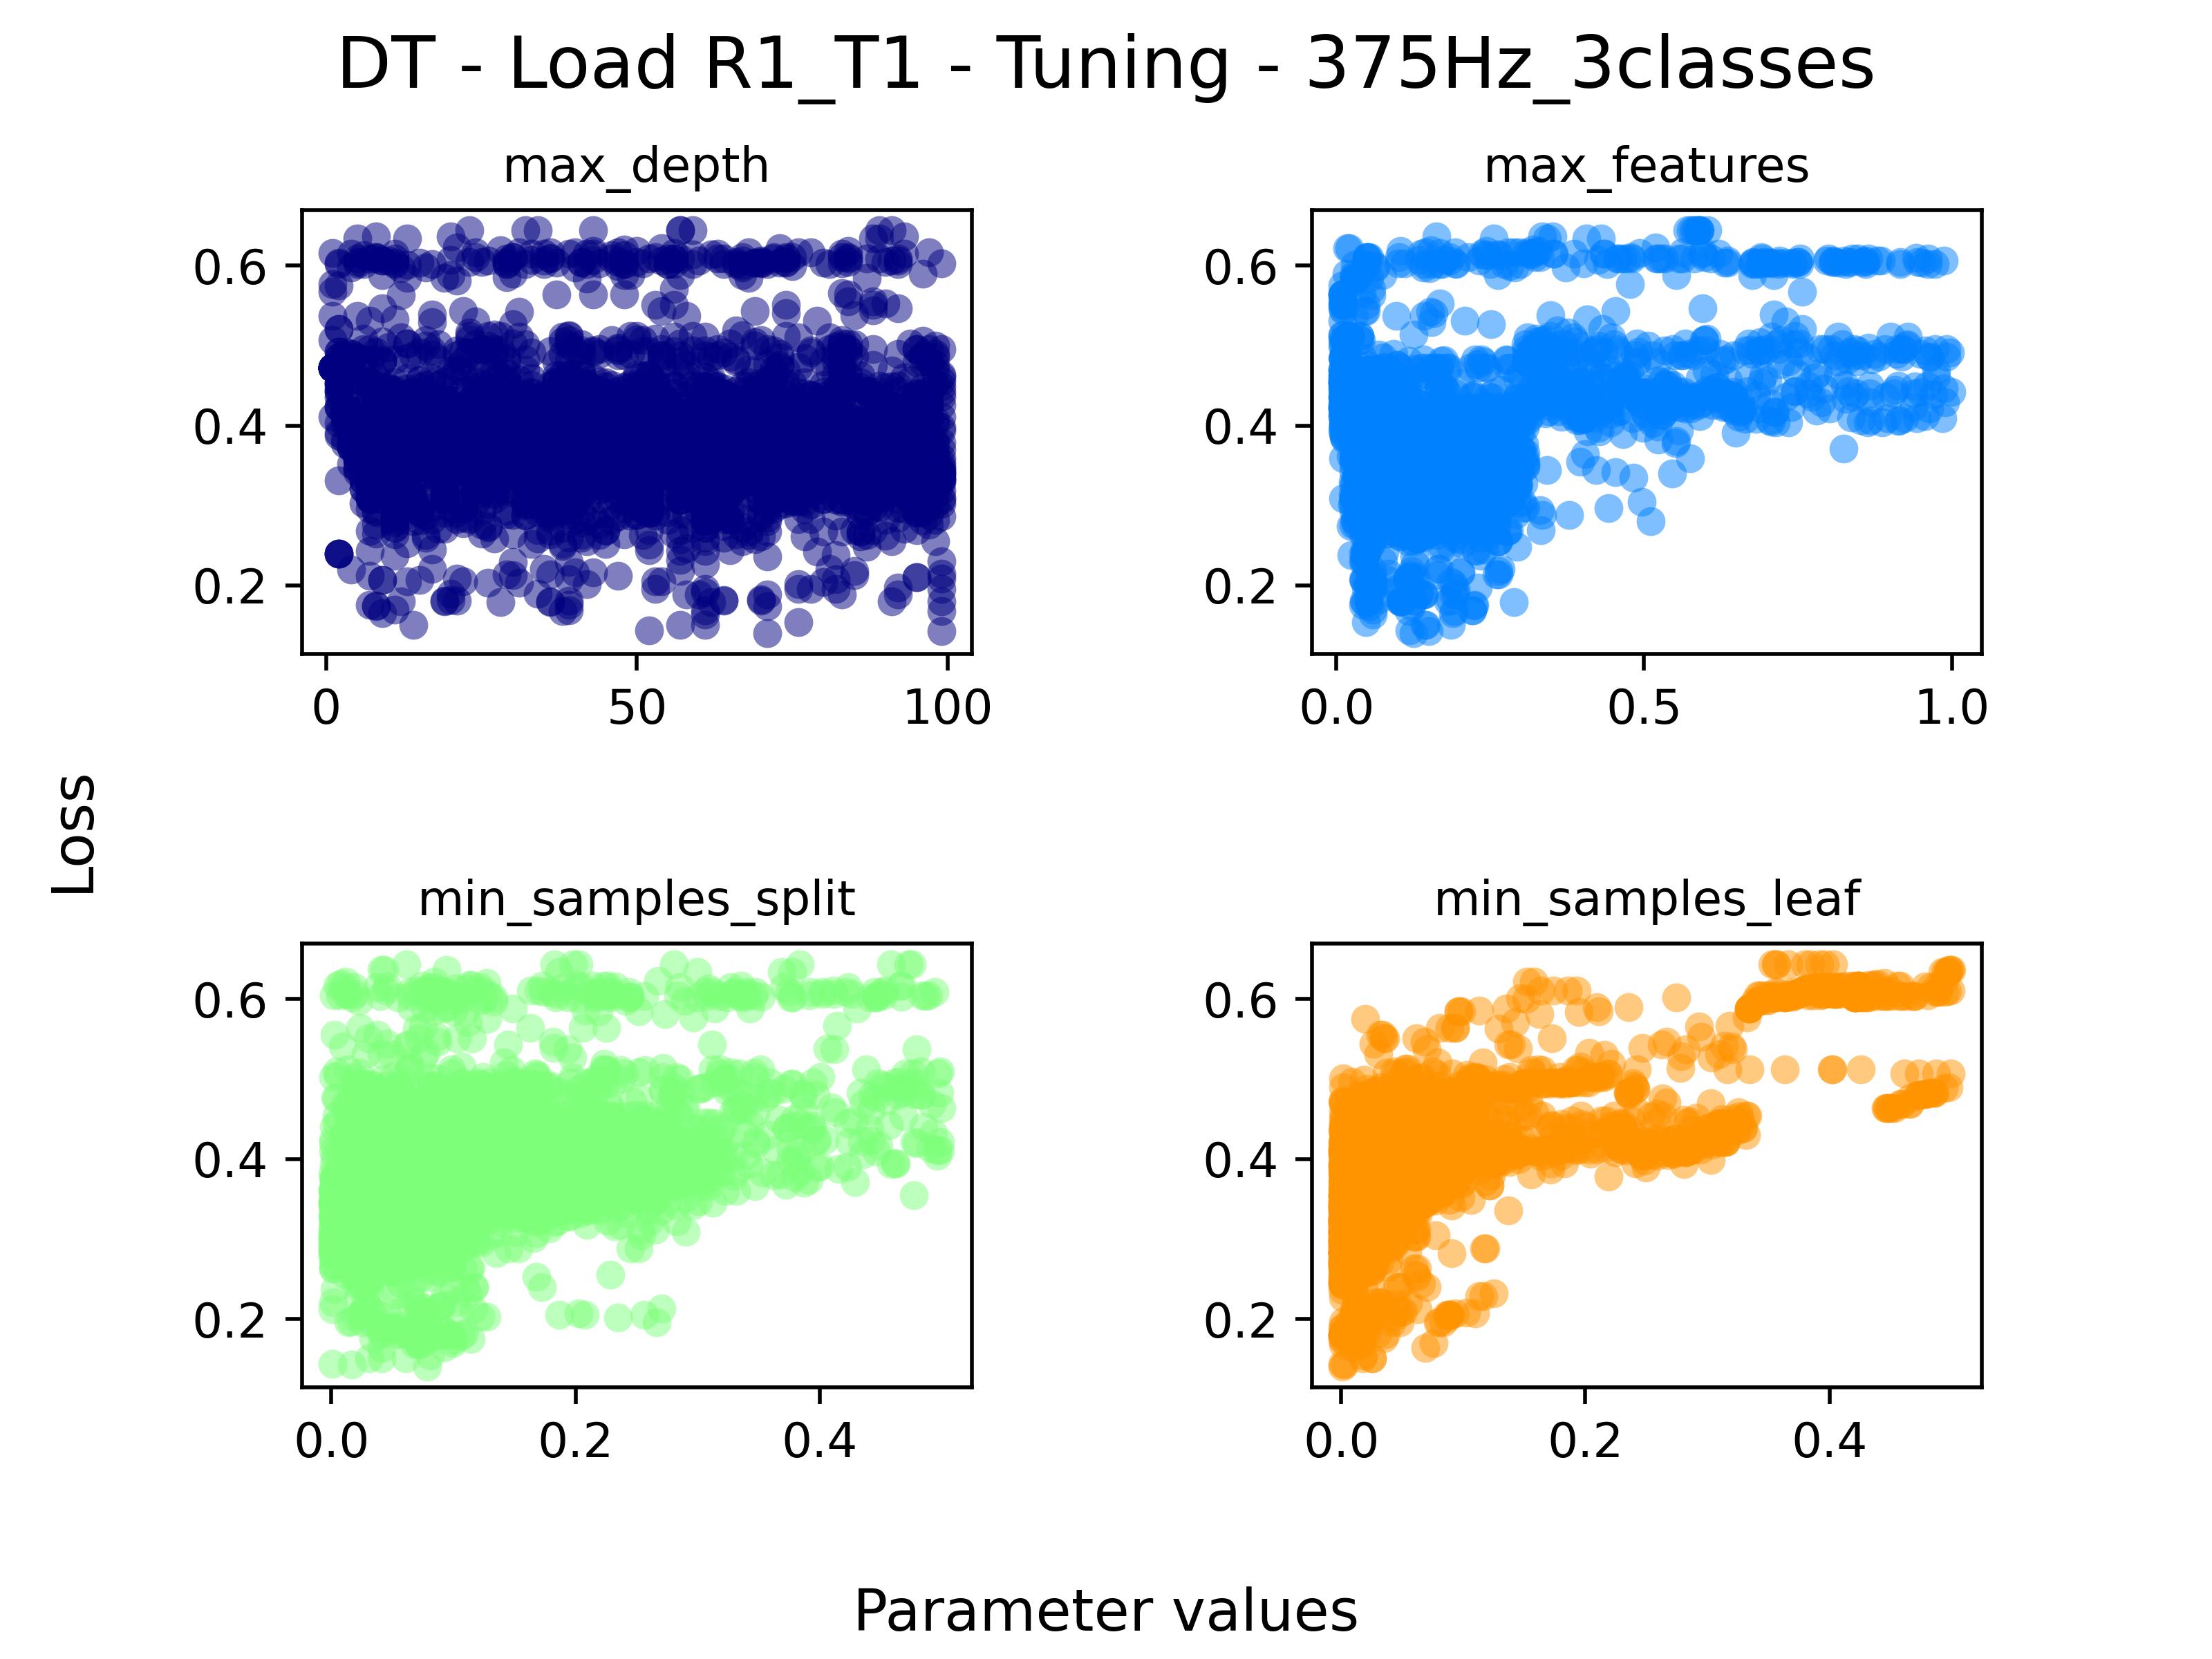 DT - Load R1_T1 - Tuning - 375Hz_3classes
max_depth
0.6
0.4
0.2
0 50 100
max_features
0.6
0.4
0.2
0.0 0.5 1.0
Loss
min_samples_split
0.6
0.4
0.2
0.0 0.2 0.4
min_samples_leaf
0.6
0.4
0.2
0.0 0.2 0.4
Parameter values